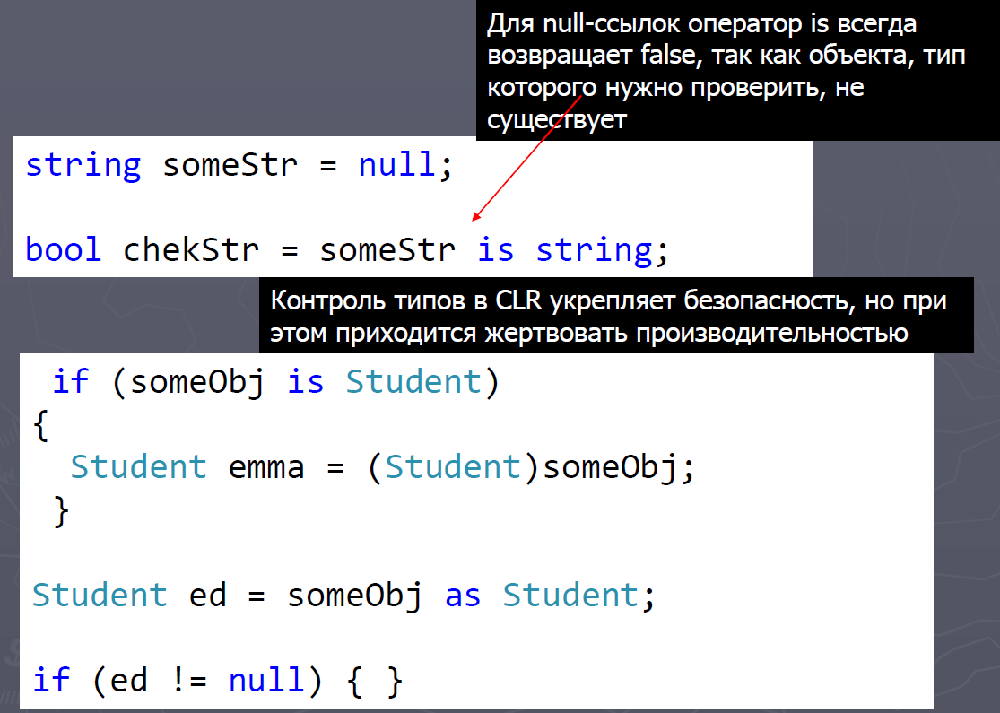 Для null-ссылок оператор is всегда
возвращает false, так как объекта, тип
которого нужно проверить, не
существует
string someStr = null;
bool chekStr = someStr is string;
Контроль типов в CLR укрепляет безопасность, но при
этом приходится жертвовать производительностью
if (someObj is Student)
{
Student emma = (Student)someObj;
}
Student ed = someObj as Student;
if (ed != null) { }